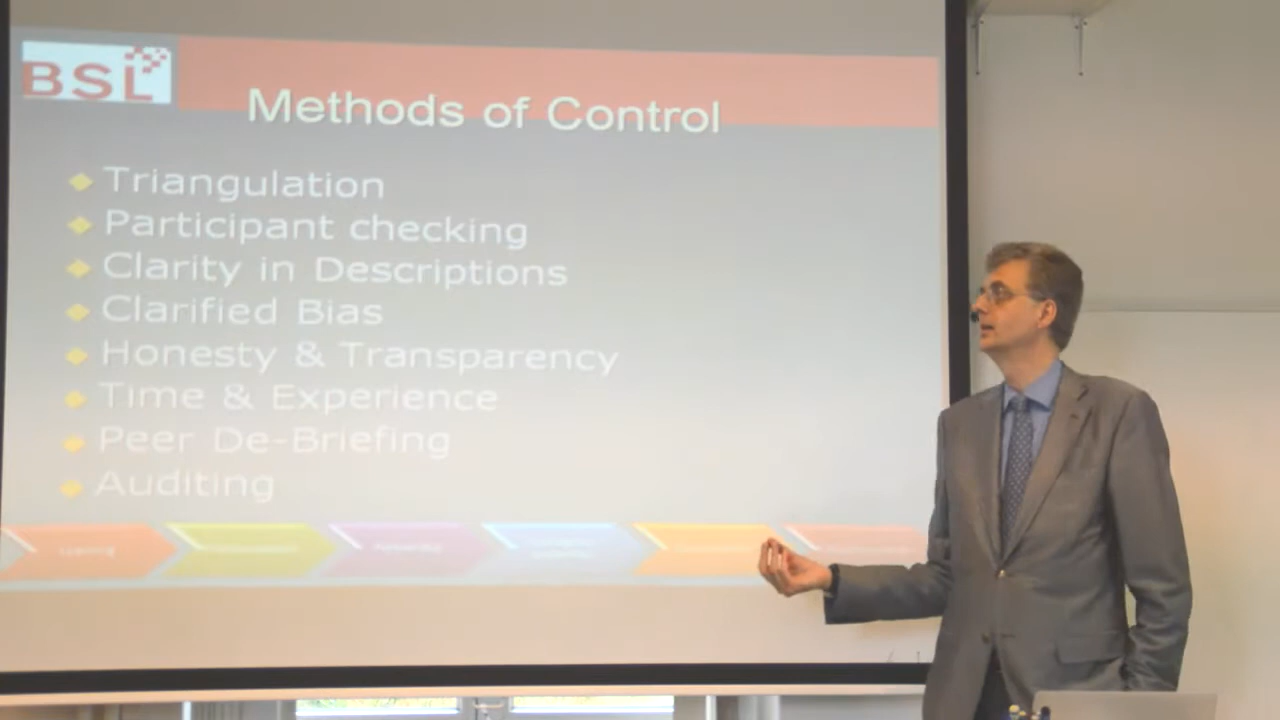 BSL
Methods of Control
Triangulation
Participant checking
Clarity in Descriptions
Clarified Bias
Honesty & Transparency
Time & Experience
Peer De-Briefing
Auditing